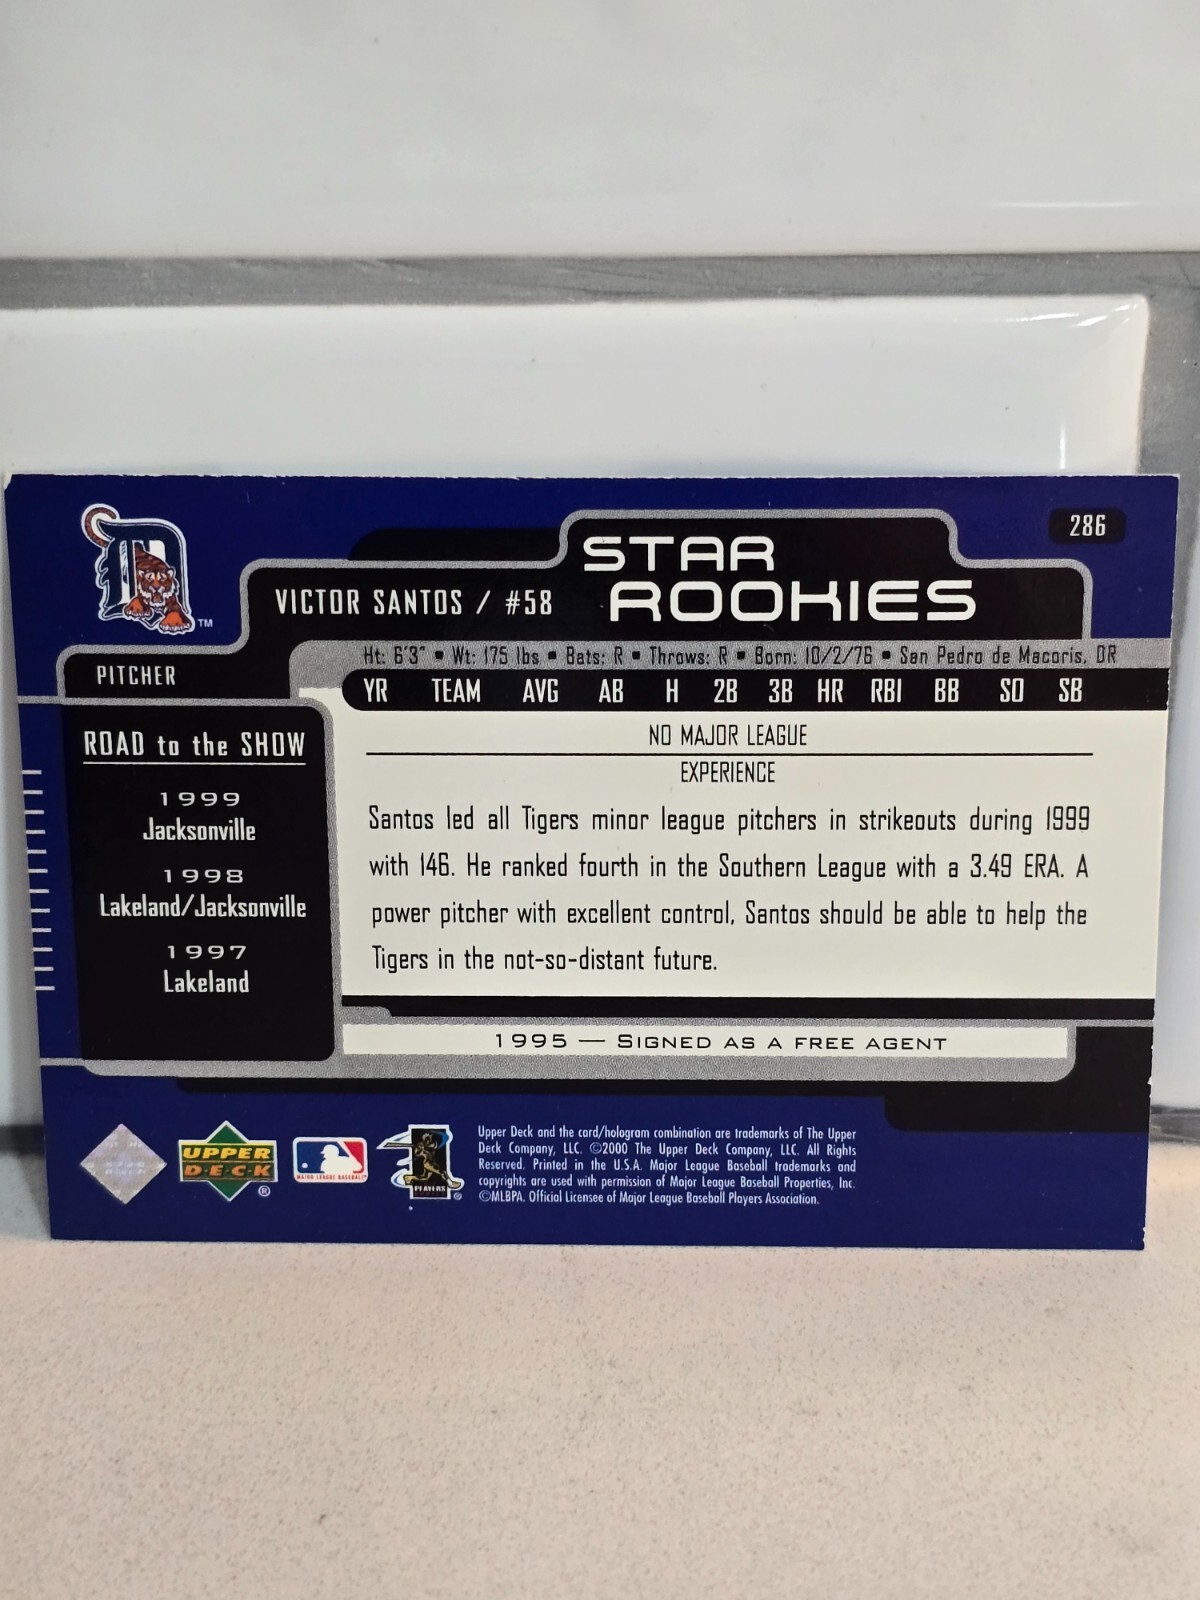 286
STAR
ROOKIES
VICTOR SANTOS / #58
TM
PITCHER
Ht: 6'3" ▪ Wt: 175 lbs ▪ Bats: R ▪ Throws: R ▪ Born: 10/2/76 ▪ San Pedro de Macoris, DR
YR TEAM AVG AB H 2B 3B HR RBI BB SO SB
NO MAJOR LEAGUE
EXPERIENCE
ROAD to the SHOW
1999
Jacksonville
1998
Lakeland/Jacksonville
1997
Lakeland
Santos led all Tigers minor league pitchers in strikeouts during 1999
with 146. He ranked fourth in the Southern League with a 3.49 ERA. A
power pitcher with excellent control, Santos should be able to help the
Tigers in the not-so-distant future.
1995 — SIGNED AS A FREE AGENT
UPPER
DECK
®
MAJOR LEAGUE BASEBALL
PLAYERS
®
Upper Deck and the card/hologram combination are trademarks of The Upper
Deck Company, LLC. ©2000 The Upper Deck Company, LLC. All Rights
Reserved. Printed in the U.S.A. Major League Baseball trademarks and
copyrights are used with permission of Major League Baseball Properties, Inc.
©MLBPA. Official Licensee of Major League Baseball Players Association.